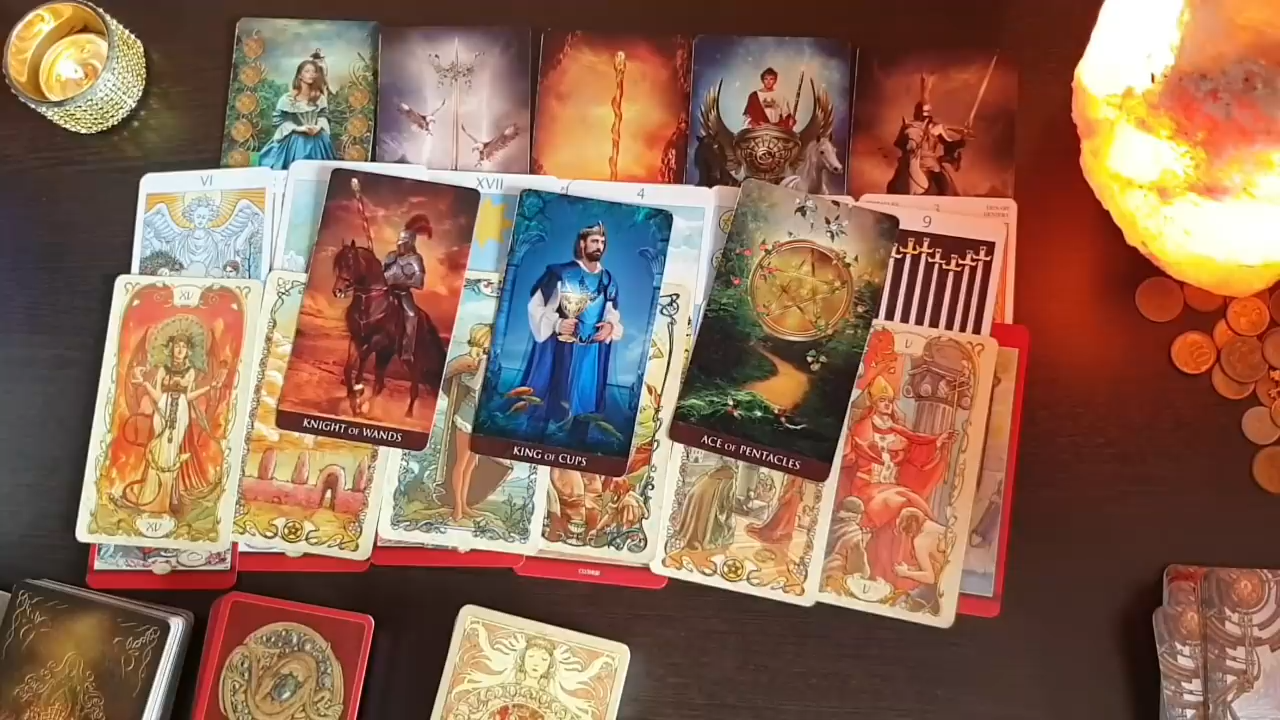 VI
XVII
4
9
XV
V
KNIGHT OF WANDS
KING OF CUPS
ACE OF PENTACLES
XV
V